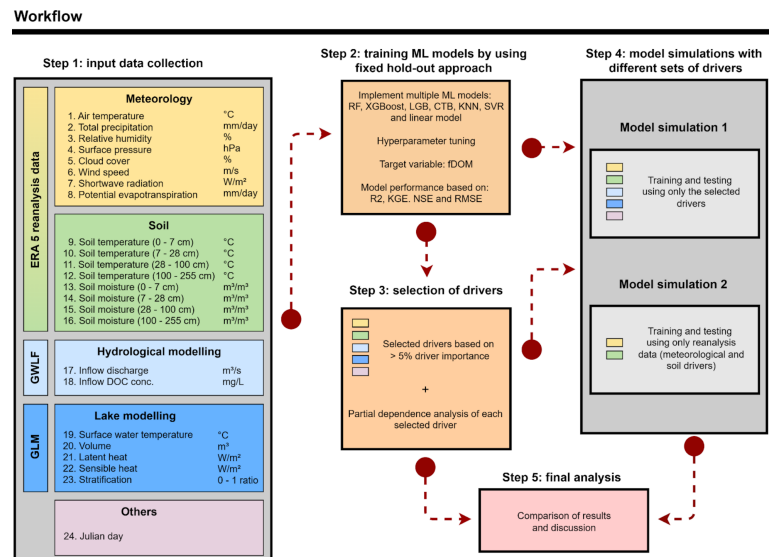 Workflow
Step 1: input data collection
ERA 5 reanalysis data
Meteorology
1. Air temperature °C
2. Total precipitation mm/day
3. Relative humidity %
4. Surface pressure hPa
5. Cloud cover %
6. Wind speed m/s
7. Shortwave radiation W/m²
8. Potential evapotranspiration mm/day
Soil
9. Soil temperature (0 - 7 cm) °C
10. Soil temperature (7 - 28 cm) °C
11. Soil temperature (28 - 100 cm) °C
12. Soil temperature (100 - 255 cm) °C
13. Soil moisture (0 - 7 cm) m³/m³
14. Soil moisture (7 - 28 cm) m³/m³
15. Soil moisture (28 - 100 cm) m³/m³
16. Soil moisture (100 - 255 cm) m³/m³
GWLF
Hydrological modelling
17. Inflow discharge m³/s
18. Inflow DOC conc. mg/L
GLM
Lake modelling
19. Surface water temperature °C
20. Volume m³
21. Latent heat W/m²
22. Sensible heat W/m²
23. Stratification 0 - 1 ratio
Others
24. Julian day
Step 2: training ML models by using
fixed hold-out approach
Implement multiple ML models:
RF, XGBoost, LGB, CTB, KNN, SVR
and linear model
Hyperparameter tuning
Target variable: fDOM
Model performance based on:
R2, KGE. NSE and RMSE
Step 3: selection of drivers
Selected drivers based on
> 5% driver importance
+
Partial dependence analysis of each
selected driver
Step 4: model simulations with
different sets of drivers
Model simulation 1
Training and testing
using only the selected
drivers
Model simulation 2
Training and testing
using only reanalysis
data (meteorological and
soil drivers)
Step 5: final analysis
Comparison of results
and discussion